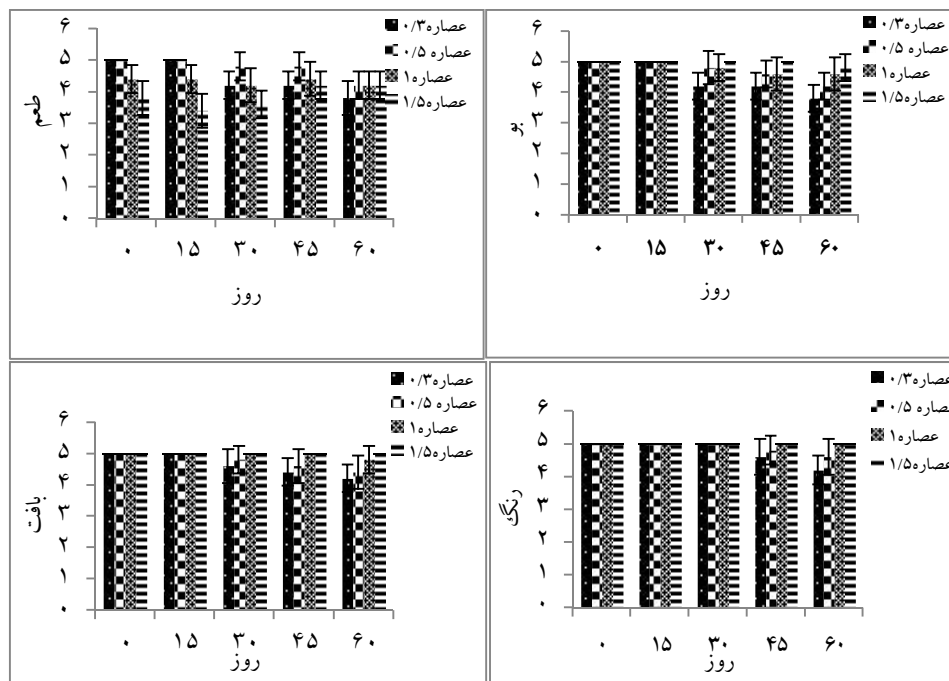 عصاره۰/۳
عصاره ۰/۵
عصاره۱
عصاره۱/۵
طعم
۶
۵
۴
۳
۲
۱
۰
۰ ۱۵ ۳۰ ۴۵ ۶۰
روز
عصاره۰/۳
عصاره ۰/۵
عصاره۱
عصاره۱/۵
بو
۶
۵
۴
۳
۲
۱
۰
۰ ۱۵ ۳۰ ۴۵ ۶۰
روز
عصاره۰/۳
عصاره ۰/۵
عصاره۱
عصاره۱/۵
بافت
۶
۵
۴
۳
۲
۱
۰
۰ ۱۵ ۳۰ ۴۵ ۶۰
روز
عصاره۰/۳
عصاره ۰/۵
عصاره۱
عصاره۱/۵
رنگ
۶
۵
۴
۳
۲
۱
۰
۰ ۱۵ ۳۰ ۴۵ ۶۰
روز